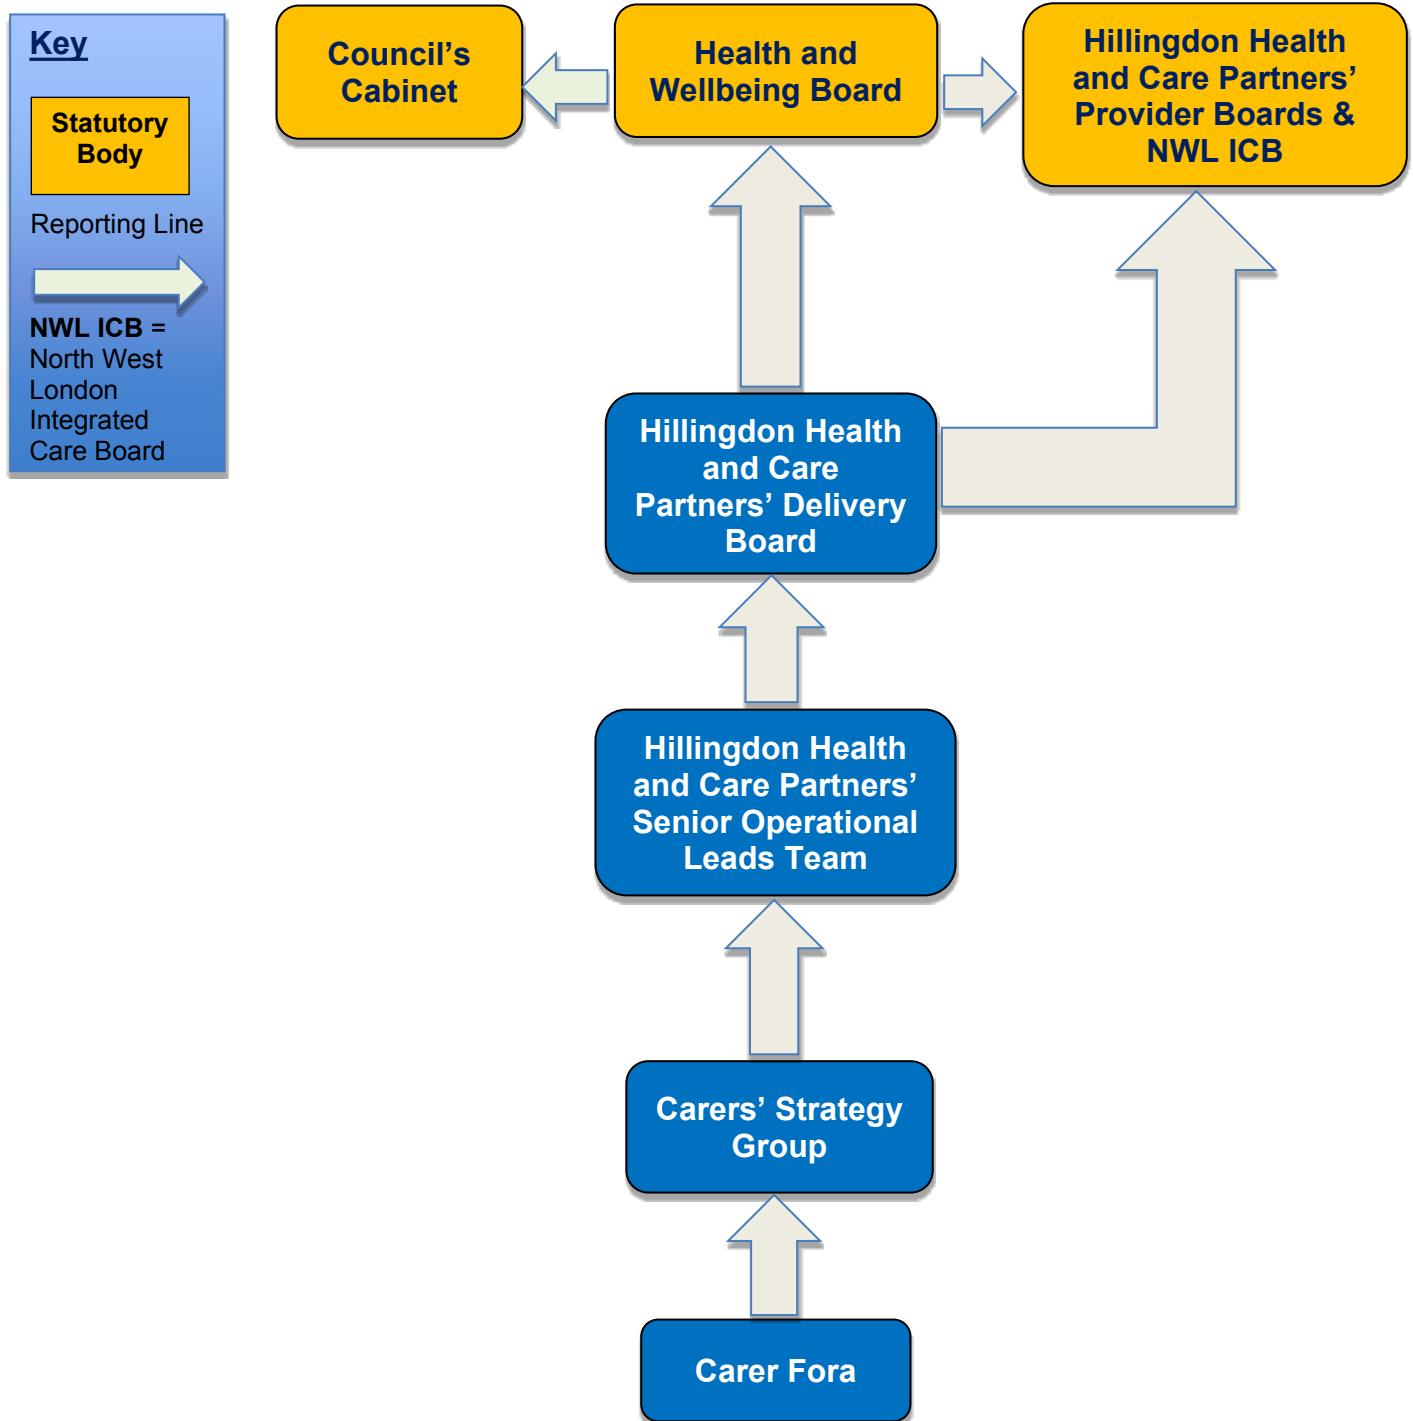 Key
Statutory
Body
Reporting Line
NWL ICB =
North West
London
Integrated
Care Board
Council’s
Cabinet
Health and
Wellbeing Board
Hillingdon Health
and Care Partners’
Provider Boards &
NWL ICB
Hillingdon Health
and Care
Partners’ Delivery
Board
Hillingdon Health
and Care Partners’
Senior Operational
Leads Team
Carers’ Strategy
Group
Carer Fora